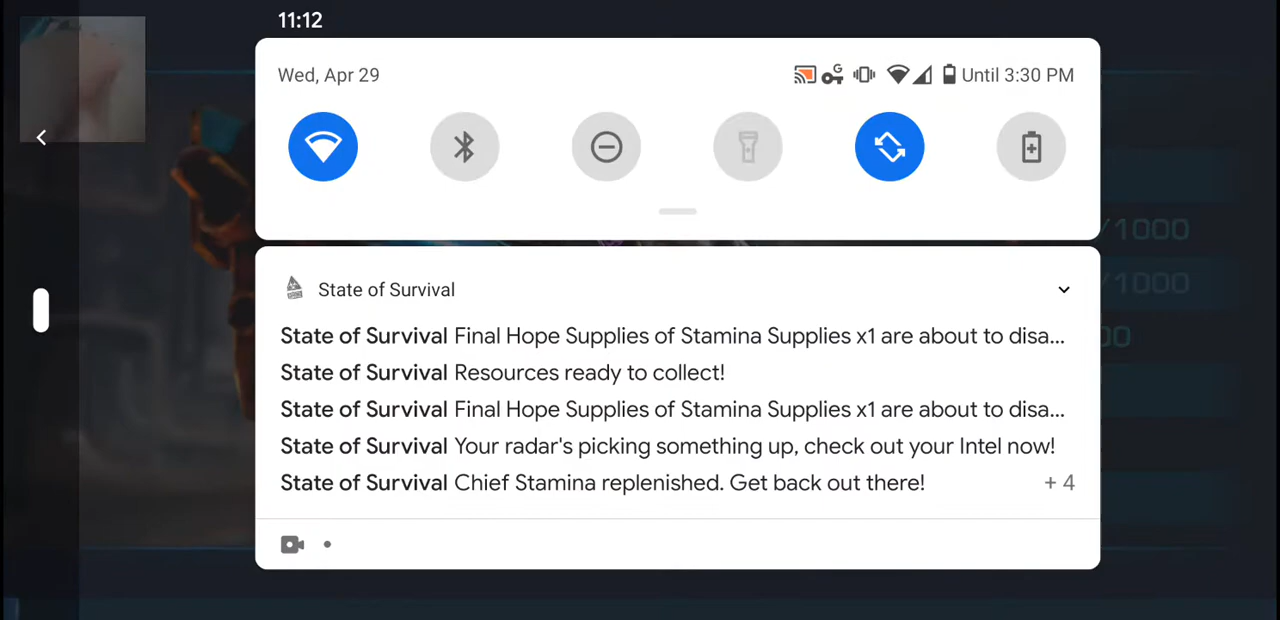 11:12
Wed, Apr 29
G
Until 3:30 PM
/1000
/1000
State of Survival
State of Survival Final Hope Supplies of Stamina Supplies x1 are about to disa...
State of Survival Resources ready to collect!
State of Survival Final Hope Supplies of Stamina Supplies x1 are about to disa...
State of Survival Your radar's picking something up, check out your Intel now!
State of Survival Chief Stamina replenished. Get back out there! + 4